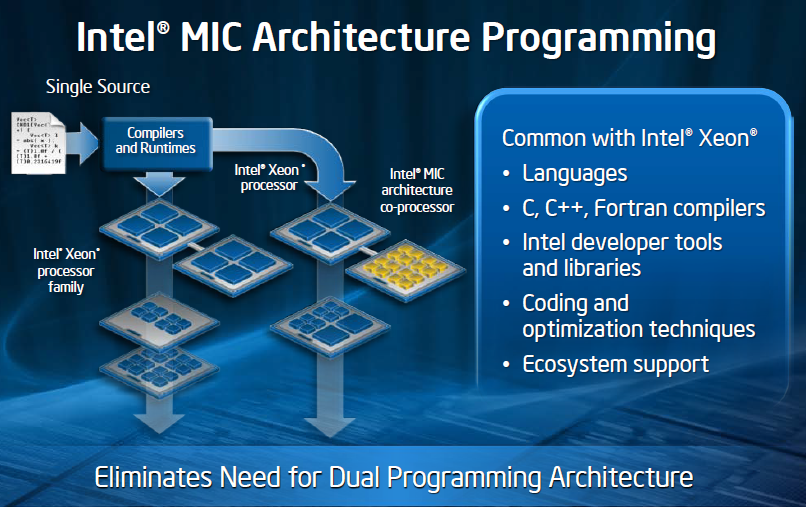 Intel® MIC Architecture Programming
Single Source
Compilers
and Runtimes
Intel® Xeon®
processor
Intel® MIC
architecture
co-processor
Intel® Xeon®
processor
family
Common with Intel® Xeon®
• Languages
• C, C++, Fortran compilers
• Intel developer tools
and libraries
• Coding and
optimization techniques
• Ecosystem support
Eliminates Need for Dual Programming Architecture